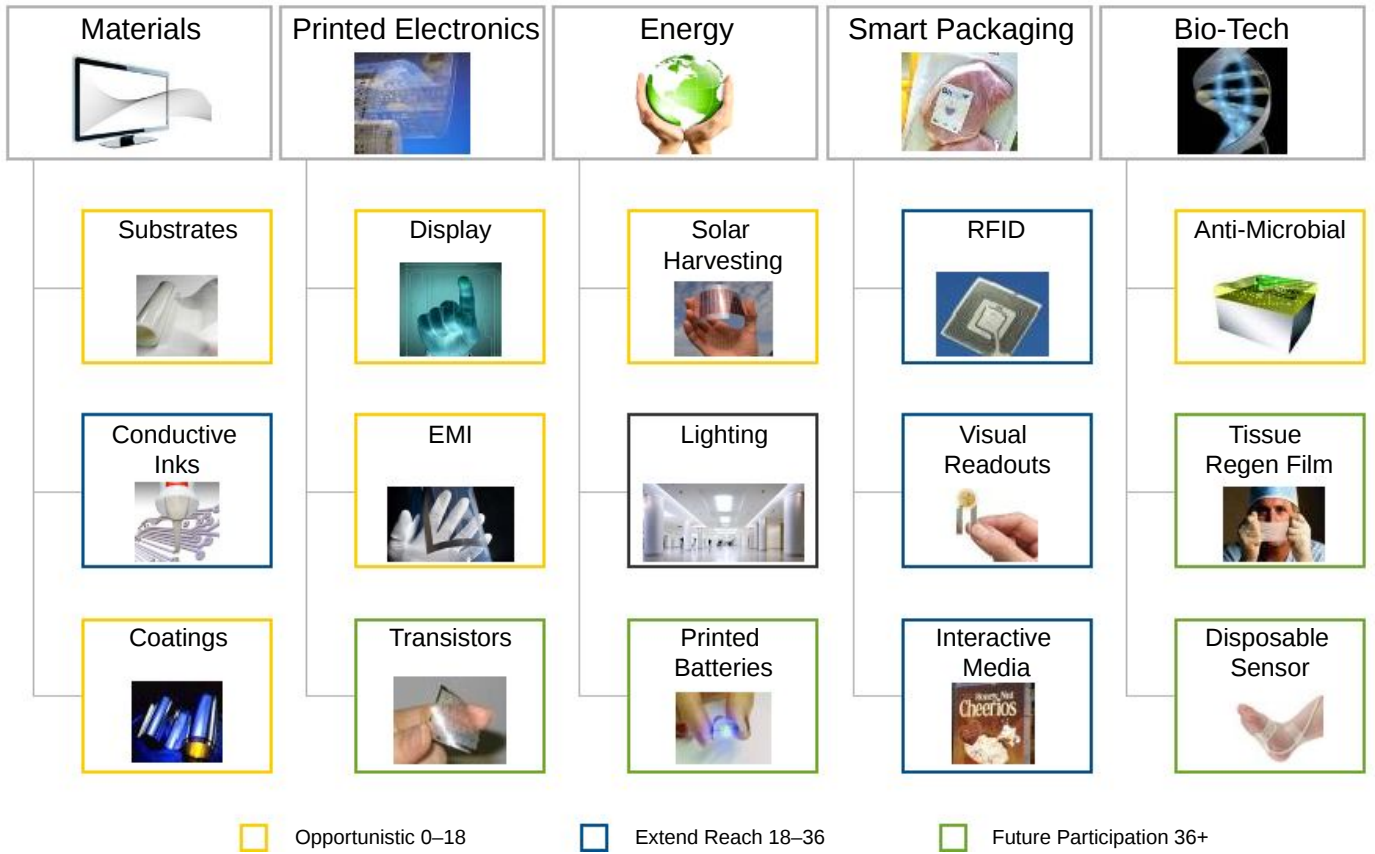 Materials
Printed Electronics
Energy
Smart Packaging
Bio-Tech
Substrates
Display
Solar
Harvesting
RFID
Anti-Microbial
Conductive
Inks
EMI
Lighting
Visual
Readouts
Tissue
Regen Film
Coatings
Transistors
Printed
Batteries
Interactive
Media
Honey Nut
Cheerios
Disposable
Sensor
Opportunistic 0–18
Extend Reach 18–36
Future Participation 36+